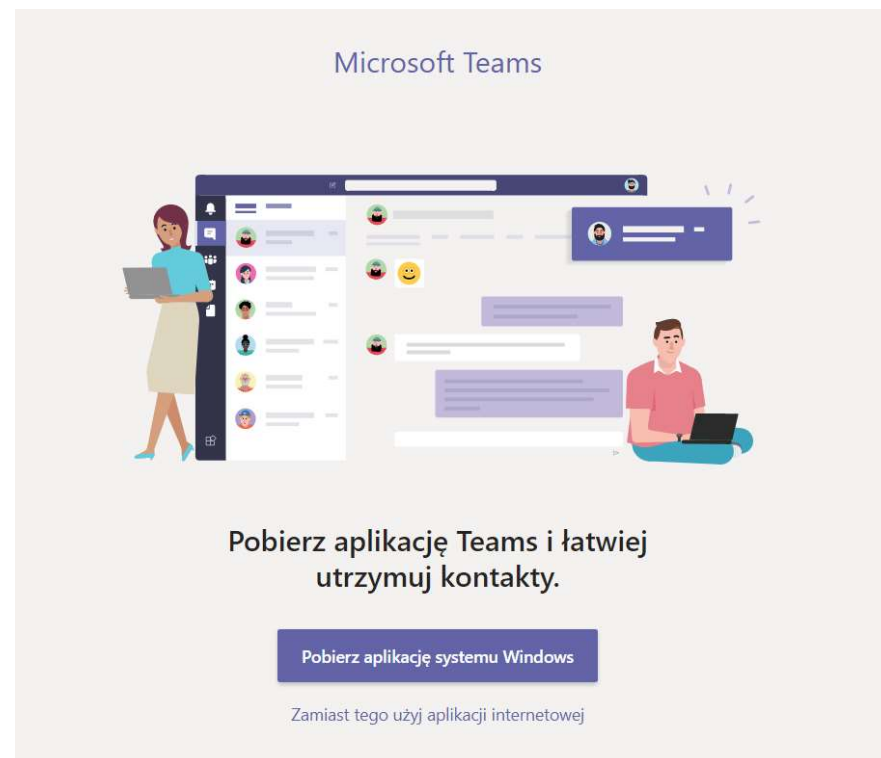 Microsoft Teams
Pobierz aplikację Teams i łatwiej
utrzymuj kontakty.
Pobierz aplikację systemu Windows
Zamiast tego użyj aplikacji internetowej